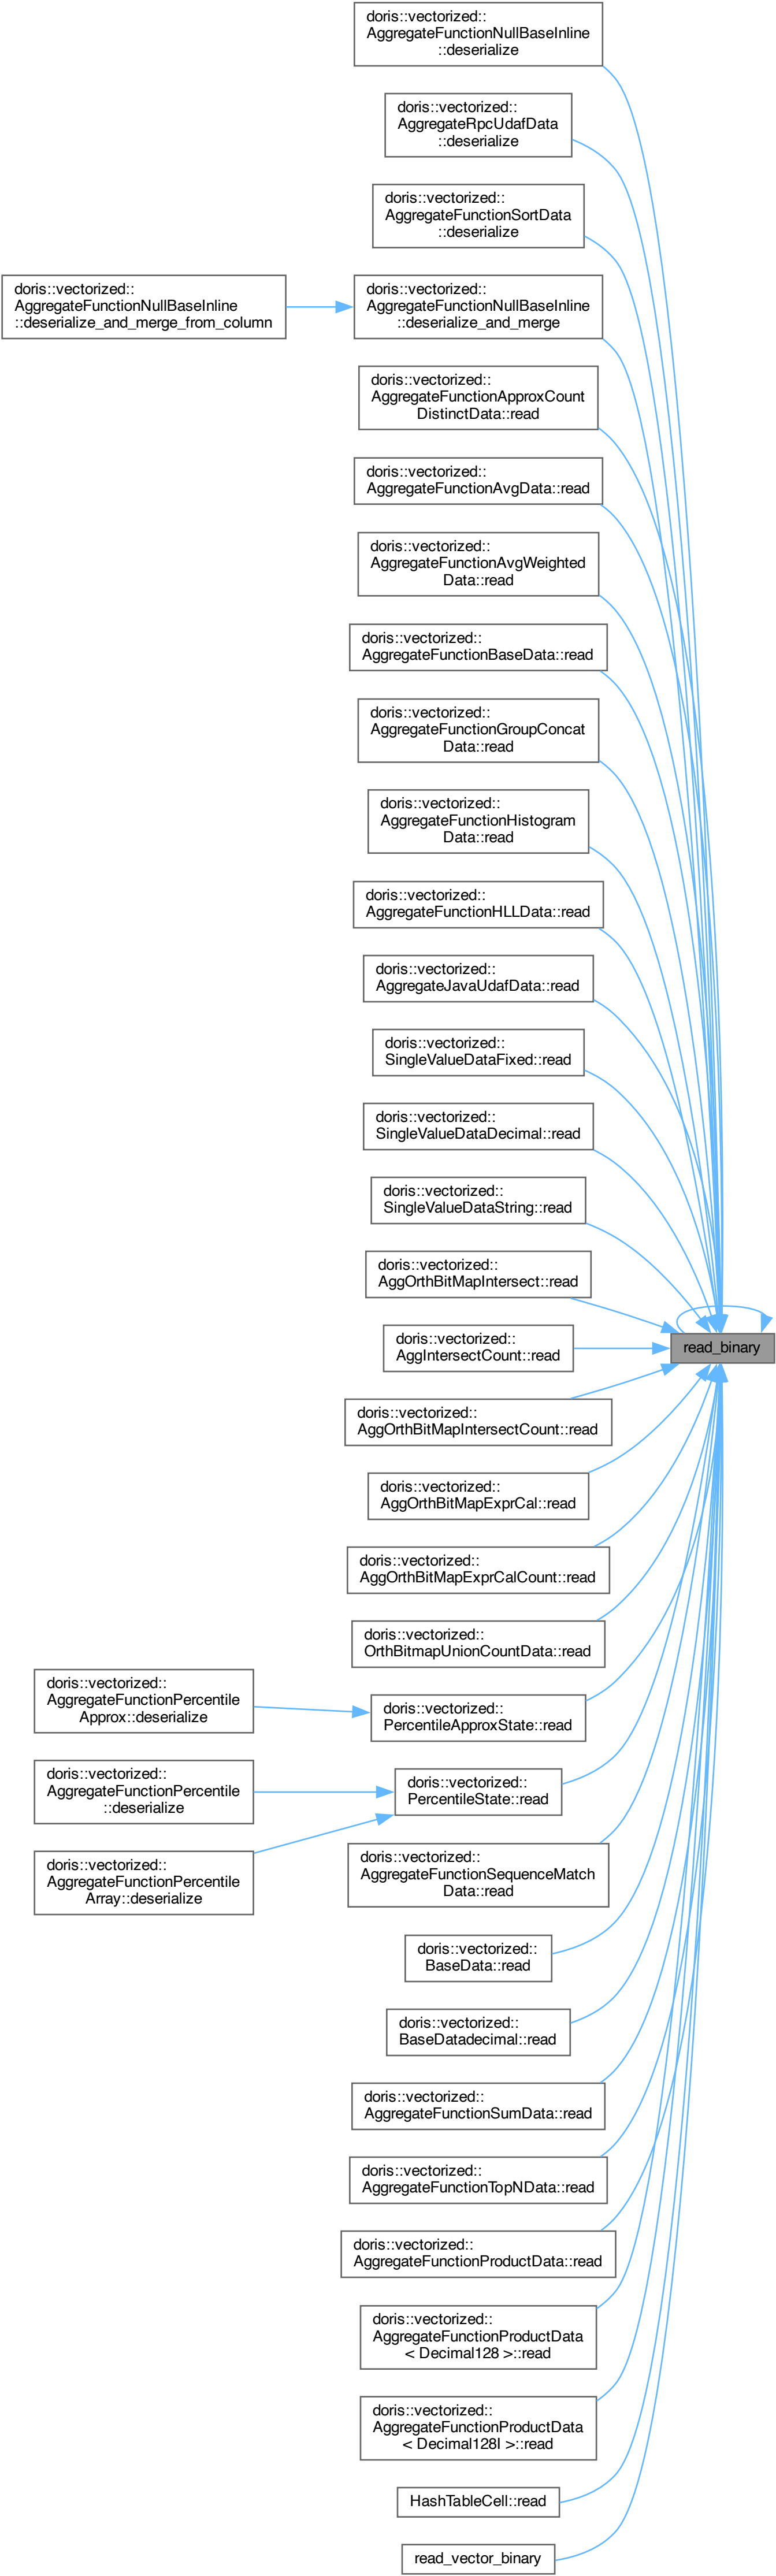 doris::vectorized::
AggregateFunctionNullBaseInline
::deserialize
doris::vectorized::
AggregateRpcUdafData
::deserialize
doris::vectorized::
AggregateFunctionSortData
::deserialize
doris::vectorized::
AggregateFunctionNullBaseInline
::deserialize_and_merge_from_column
doris::vectorized::
AggregateFunctionNullBaseInline
::deserialize_and_merge
doris::vectorized::
AggregateFunctionApproxCount
DistinctData::read
doris::vectorized::
AggregateFunctionAvgData::read
doris::vectorized::
AggregateFunctionAvgWeighted
Data::read
doris::vectorized::
AggregateFunctionBaseData::read
doris::vectorized::
AggregateFunctionGroupConcat
Data::read
doris::vectorized::
AggregateFunctionHistogram
Data::read
doris::vectorized::
AggregateFunctionHLLData::read
doris::vectorized::
AggregateJavaUdafData::read
doris::vectorized::
SingleValueDataFixed::read
doris::vectorized::
SingleValueDataDecimal::read
doris::vectorized::
SingleValueDataString::read
doris::vectorized::
AggOrthBitMapIntersect::read
read_binary
doris::vectorized::
AggIntersectCount::read
doris::vectorized::
AggOrthBitMapIntersectCount::read
doris::vectorized::
AggOrthBitMapExprCal::read
doris::vectorized::
AggOrthBitMapExprCalCount::read
doris::vectorized::
OrthBitmapUnionCountData::read
doris::vectorized::
AggregateFunctionPercentile
Approx::deserialize
doris::vectorized::
PercentileApproxState::read
doris::vectorized::
AggregateFunctionPercentile
::deserialize
doris::vectorized::
PercentileState::read
doris::vectorized::
AggregateFunctionPercentile
Array::deserialize
doris::vectorized::
AggregateFunctionSequenceMatch
Data::read
doris::vectorized::
BaseData::read
doris::vectorized::
BaseDatadecimal::read
doris::vectorized::
AggregateFunctionSumData::read
doris::vectorized::
AggregateFunctionTopNData::read
doris::vectorized::
AggregateFunctionProductData::read
doris::vectorized::
AggregateFunctionProductData
< Decimal128 >::read
doris::vectorized::
AggregateFunctionProductData
< Decimal128I >::read
HashTableCell::read
read_vector_binary